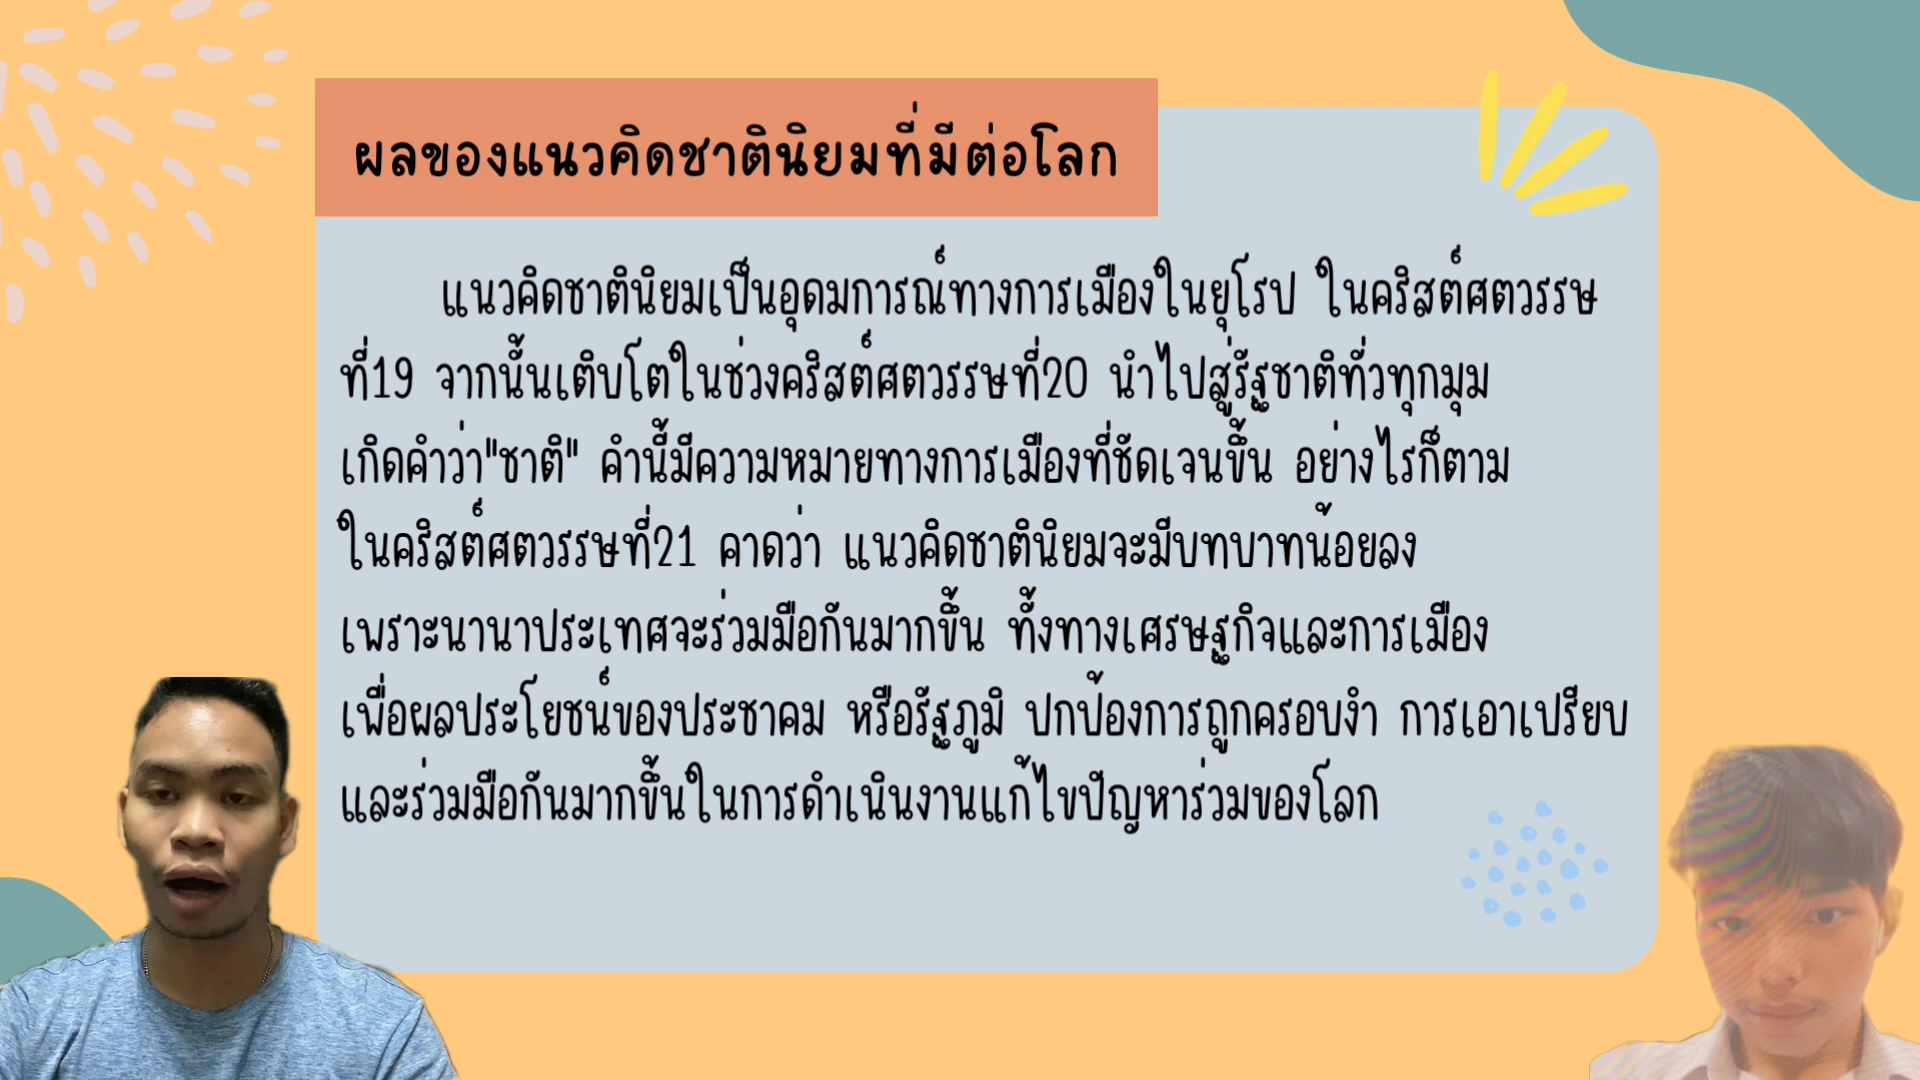 ผลของแนวคิดชาตินิยมที่มีต่อโลก
แนวคิดชาตินิยมเป็นอุดมการณ์ทางการเมืองในยุโรป ในคริสต์ศตวรรษ
ที่19 จากนั้นเติบโตในช่วงคริสต์ศตวรรษที่20 นำไปสู่รัฐชาติทั่วทุกมุม
เกิดคำว่า"ชาติ" คำนี้มีความหมายทางการเมืองที่ชัดเจนขึ้น อย่างไรก็ตาม
ในคริสต์ศตวรรษที่21 คาดว่า แนวคิดชาตินิยมจะมีบทบาทน้อยลง
เพราะนานาประเทศจะร่วมมือกันมากขึ้น ทั้งทางเศรษฐกิจและการเมือง
เพื่อผลประโยชน์ของประชาคม หรือรัฐภูมิ ปกป้องการถูกครอบงำ การเอาเปรียบ
และร่วมมือกันมากขึ้นในการดำเนินงานแก้ไขปัญหาร่วมของโลก